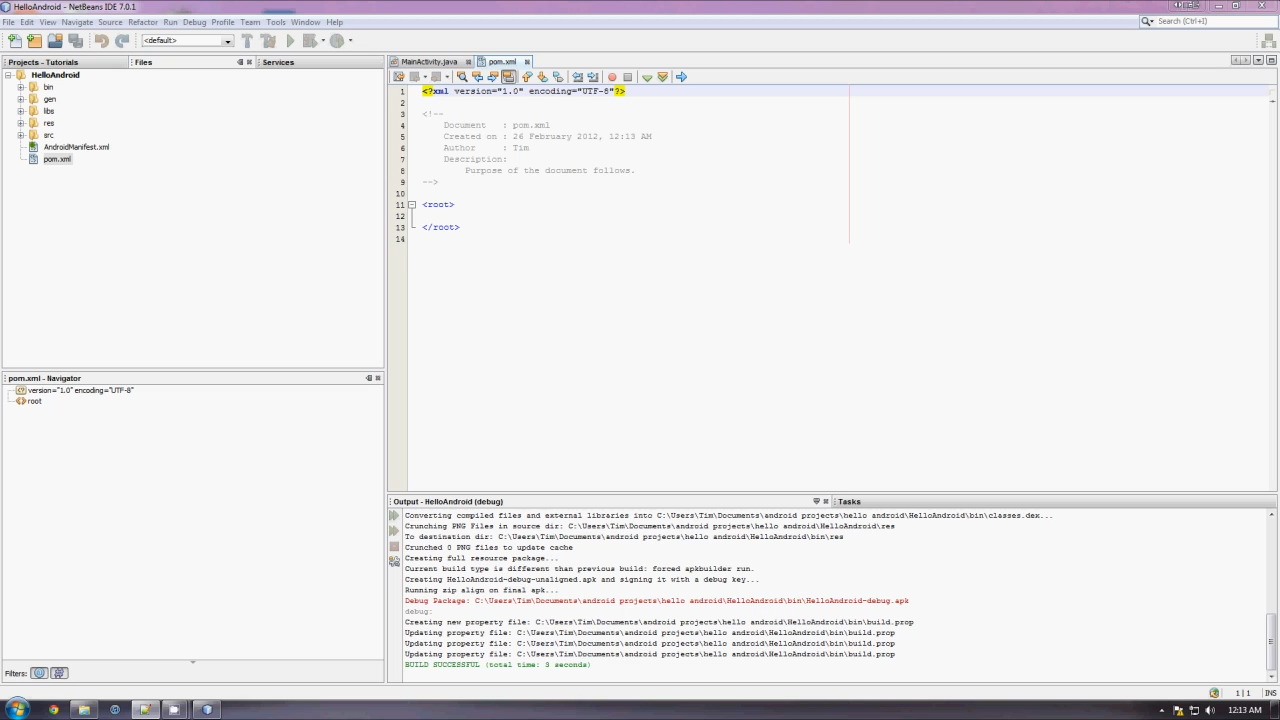 HelloAndroid - NetBeans IDE 7.0.1
File Edit View Navigate Source Refactor Run Debug Profile Team Tools Window Help
Search (Ctrl+I)
<default>
Projects - Tutorials Files Services
HelloAndroid
bin
gen
libs
res
src
AndroidManifest.xml
pom.xml
pom.xml - Navigator
version="1.0" encoding="UTF-8"
root
Filters:
MainActivity.java pom.xml
1 <?xml version="1.0" encoding="UTF-8"?>
2
3 <!--
4 Document : pom.xml
5 Created on : 26 February 2012, 12:13 AM
6 Author : Tim
7 Description:
8 Purpose of the document follows.
9 -->
10
11 <root>
12
13 </root>
14
Output - HelloAndroid (debug) Tasks
Converting compiled files and external libraries into C:\Users\Tim\Documents\android projects\hello android\HelloAndroid\bin\classes.dex...
Crunching PNG Files in source dir: C:\Users\Tim\Documents\android projects\hello android\HelloAndroid\res
To destination dir: C:\Users\Tim\Documents\android projects\hello android\HelloAndroid\bin\res
Crunched 0 PNG files to update cache
Creating full resource package...
Current build type is different than previous build: forced apkbuilder run.
Creating HelloAndroid-debug-unaligned.apk and signing it with a debug key...
Running zip align on final apk...
Debug Package: C:\Users\Tim\Documents\android projects\hello android\HelloAndroid\bin\HelloAndroid-debug.apk
debug:
Creating new property file: C:\Users\Tim\Documents\android projects\hello android\HelloAndroid\bin\build.prop
Updating property file: C:\Users\Tim\Documents\android projects\hello android\HelloAndroid\bin\build.prop
Updating property file: C:\Users\Tim\Documents\android projects\hello android\HelloAndroid\bin\build.prop
Updating property file: C:\Users\Tim\Documents\android projects\hello android\HelloAndroid\bin\build.prop
BUILD SUCCESSFUL (total time: 3 seconds)
1 | 1 INS
12:13 AM